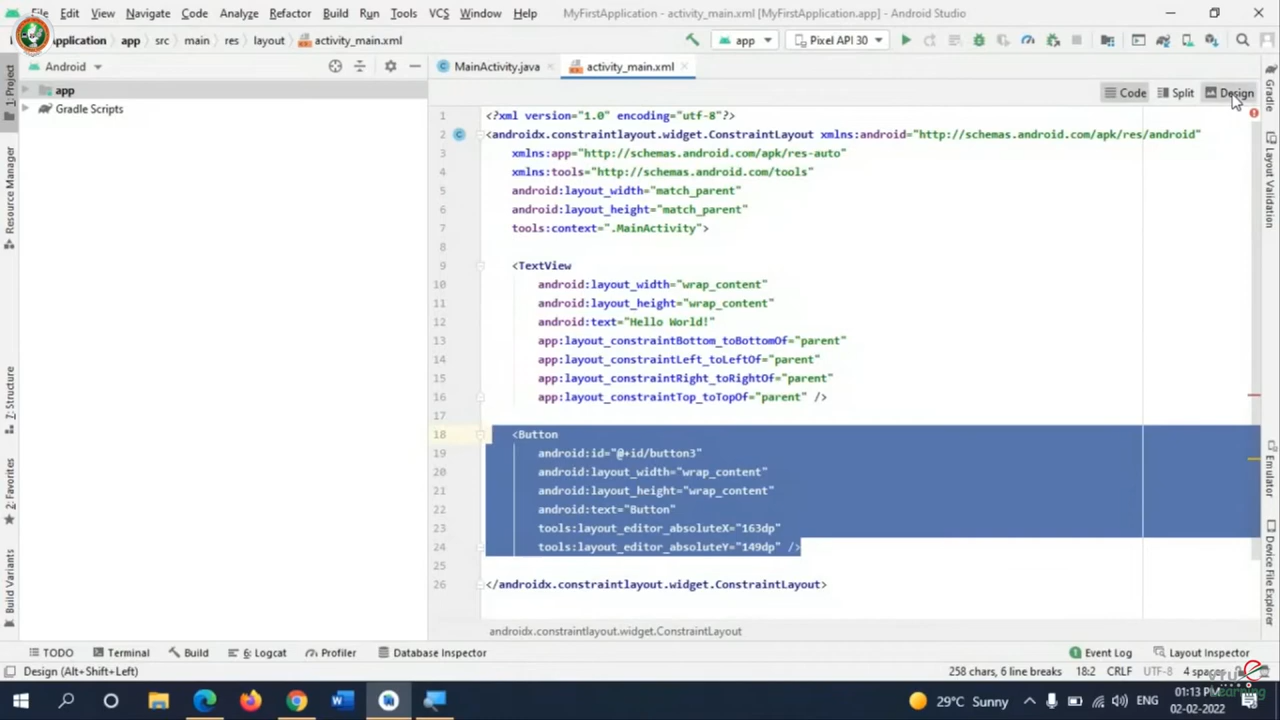 File Edit View Navigate Code Analyze Refactor Build Run Tools VCS Window Help MyFirstApplication - activity_main.xml [MyFirstApplication.app] - Android Studio
Application app src main res layout activity_main.xml app Pixel API 30
Android MainActivity.java activity_main.xml
Code Split Design
1 <?xml version="1.0" encoding="utf-8"?>
2 <androidx.constraintlayout.widget.ConstraintLayout xmlns:android="http://schemas.android.com/apk/res/android"
3 xmlns:app="http://schemas.android.com/apk/res-auto"
4 xmlns:tools="http://schemas.android.com/tools"
5 android:layout_width="match_parent"
6 android:layout_height="match_parent"
7 tools:context=".MainActivity">
8
9 <TextView
10 android:layout_width="wrap_content"
11 android:layout_height="wrap_content"
12 android:text="Hello World!"
13 app:layout_constraintBottom_toBottomOf="parent"
14 app:layout_constraintLeft_toLeftOf="parent"
15 app:layout_constraintRight_toRightOf="parent"
16 app:layout_constraintTop_toTopOf="parent" />
17
18 <Button
19 android:id="@+id/button3"
20 android:layout_width="wrap_content"
21 android:layout_height="wrap_content"
22 android:text="Button"
23 tools:layout_editor_absoluteX="163dp"
24 tools:layout_editor_absoluteY="149dp" />
25
26 </androidx.constraintlayout.widget.ConstraintLayout>
androidx.constraintlayout.widget.ConstraintLayout
app
Gradle Scripts
1: Project
Resource Manager
7: Structure
2: Favorites
Build Variants
Gradle
Layout Validation
Emulator
Device File Explorer
TODO Terminal Build 6: Logcat Profiler Database Inspector Event Log Layout Inspector
Design (Alt+Shift+Left) 258 chars, 6 line breaks 18:2 CRLF UTF-8 4 spaces
29°C Sunny ENG 01:13 PM
02-02-2022
Learning